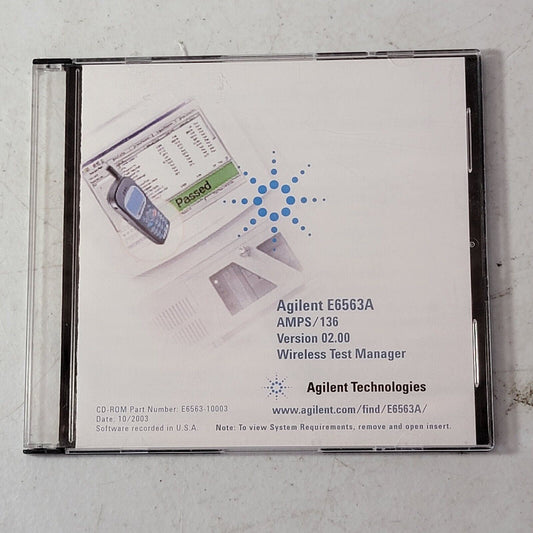 Passed
Agilent E6563A
AMPS/136
Version 02.00
Wireless Test Manager
Agilent Technologies
CD-ROM Part Number: E6563-10003
www.agilent.com/find/E6563A/
Date: 10/2003
Software recorded in U.S.A.
Note: To view System Requirements, remove and open insert.